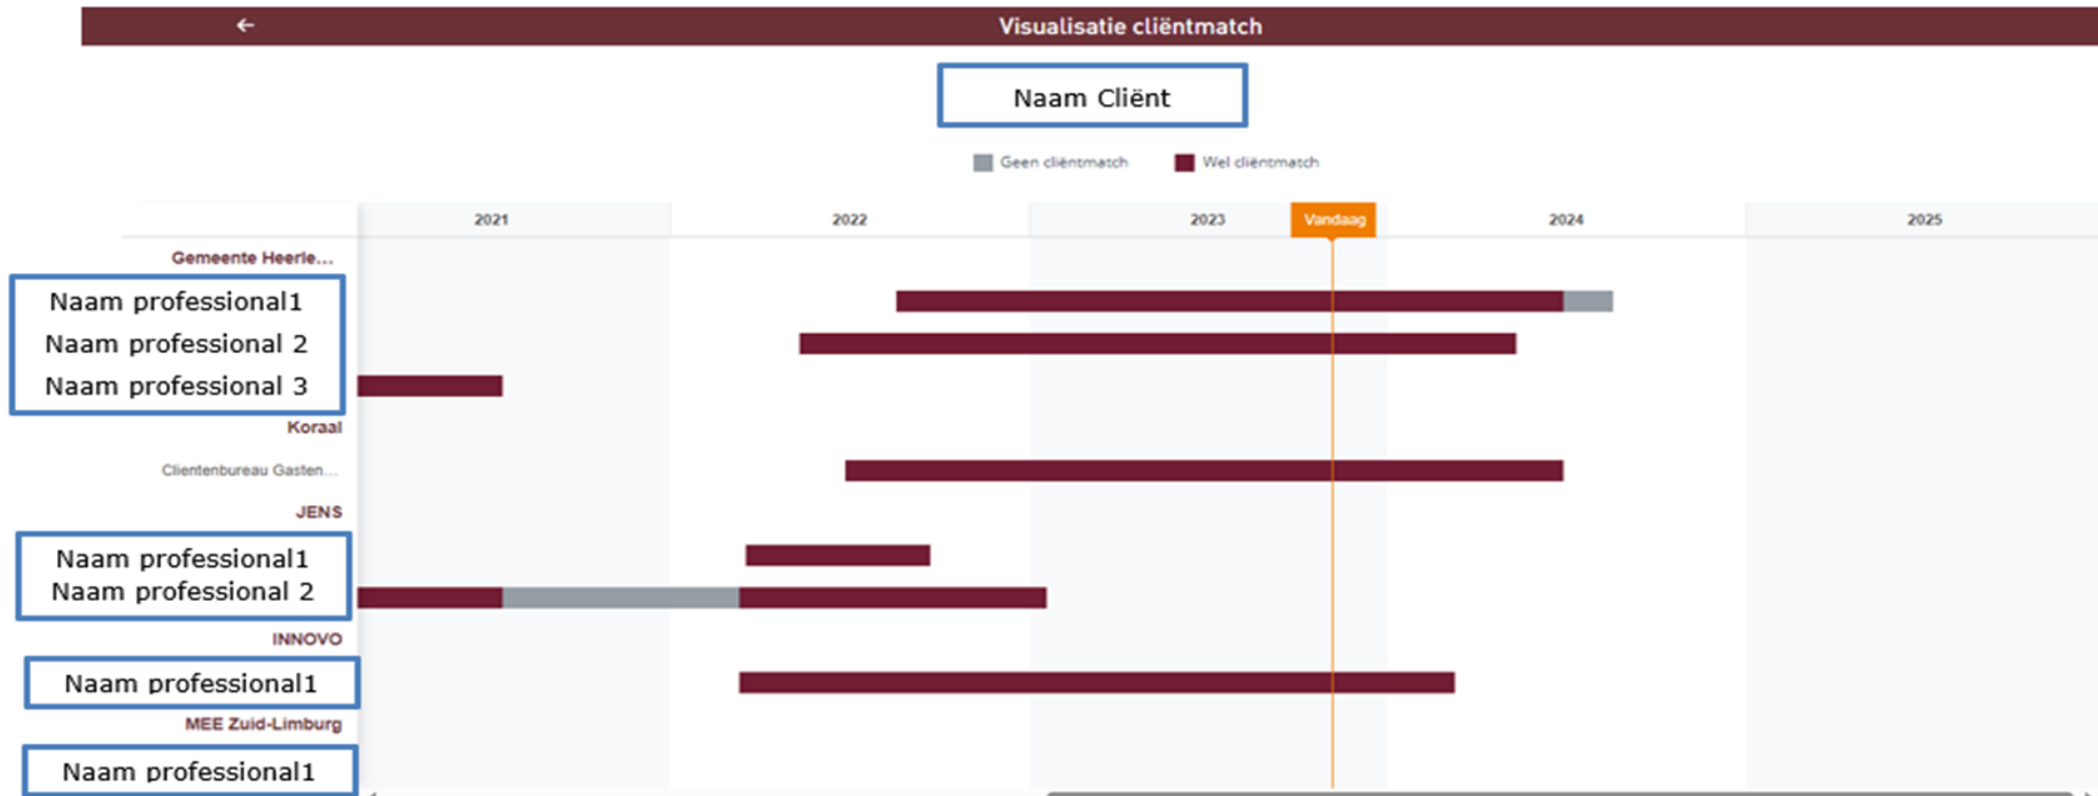 ← Visualisatie cliëntmatch
Naam Cliënt
Geen cliëntmatch Wel cliëntmatch
2021 2022 2023 Vandaag 2024 2025
Gemeente Heerle...
Naam professional1
Naam professional 2
Naam professional 3
Koraal
Clientenbureau Gasten...
JENS
Naam professional1
Naam professional 2
INNOVO
Naam professional1
MEE Zuid-Limburg
Naam professional1